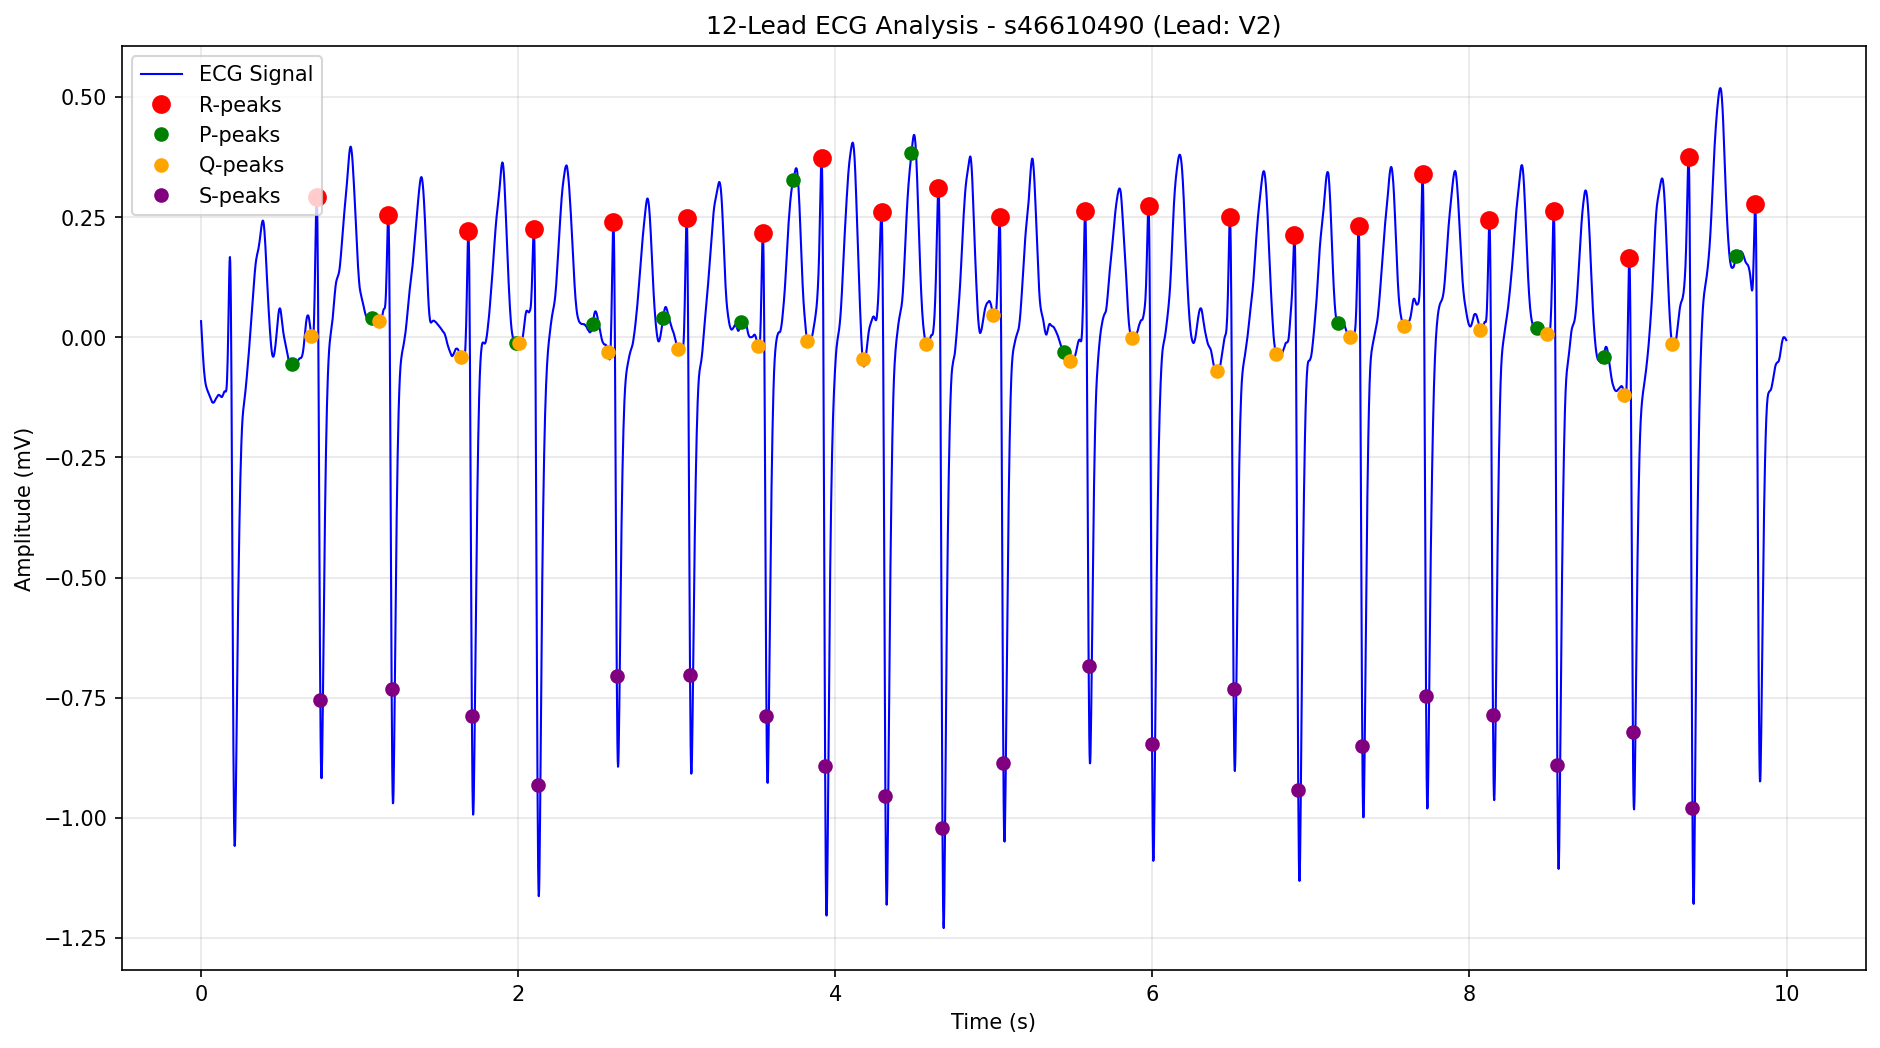 12-Lead ECG Analysis - s46610490 (Lead: V2)
ECG Signal
R-peaks
P-peaks
Q-peaks
S-peaks
Amplitude (mV)
0.50
0.25
0.00
−0.25
−0.50
−0.75
−1.00
−1.25
0 2 4 6 8 10
Time (s)